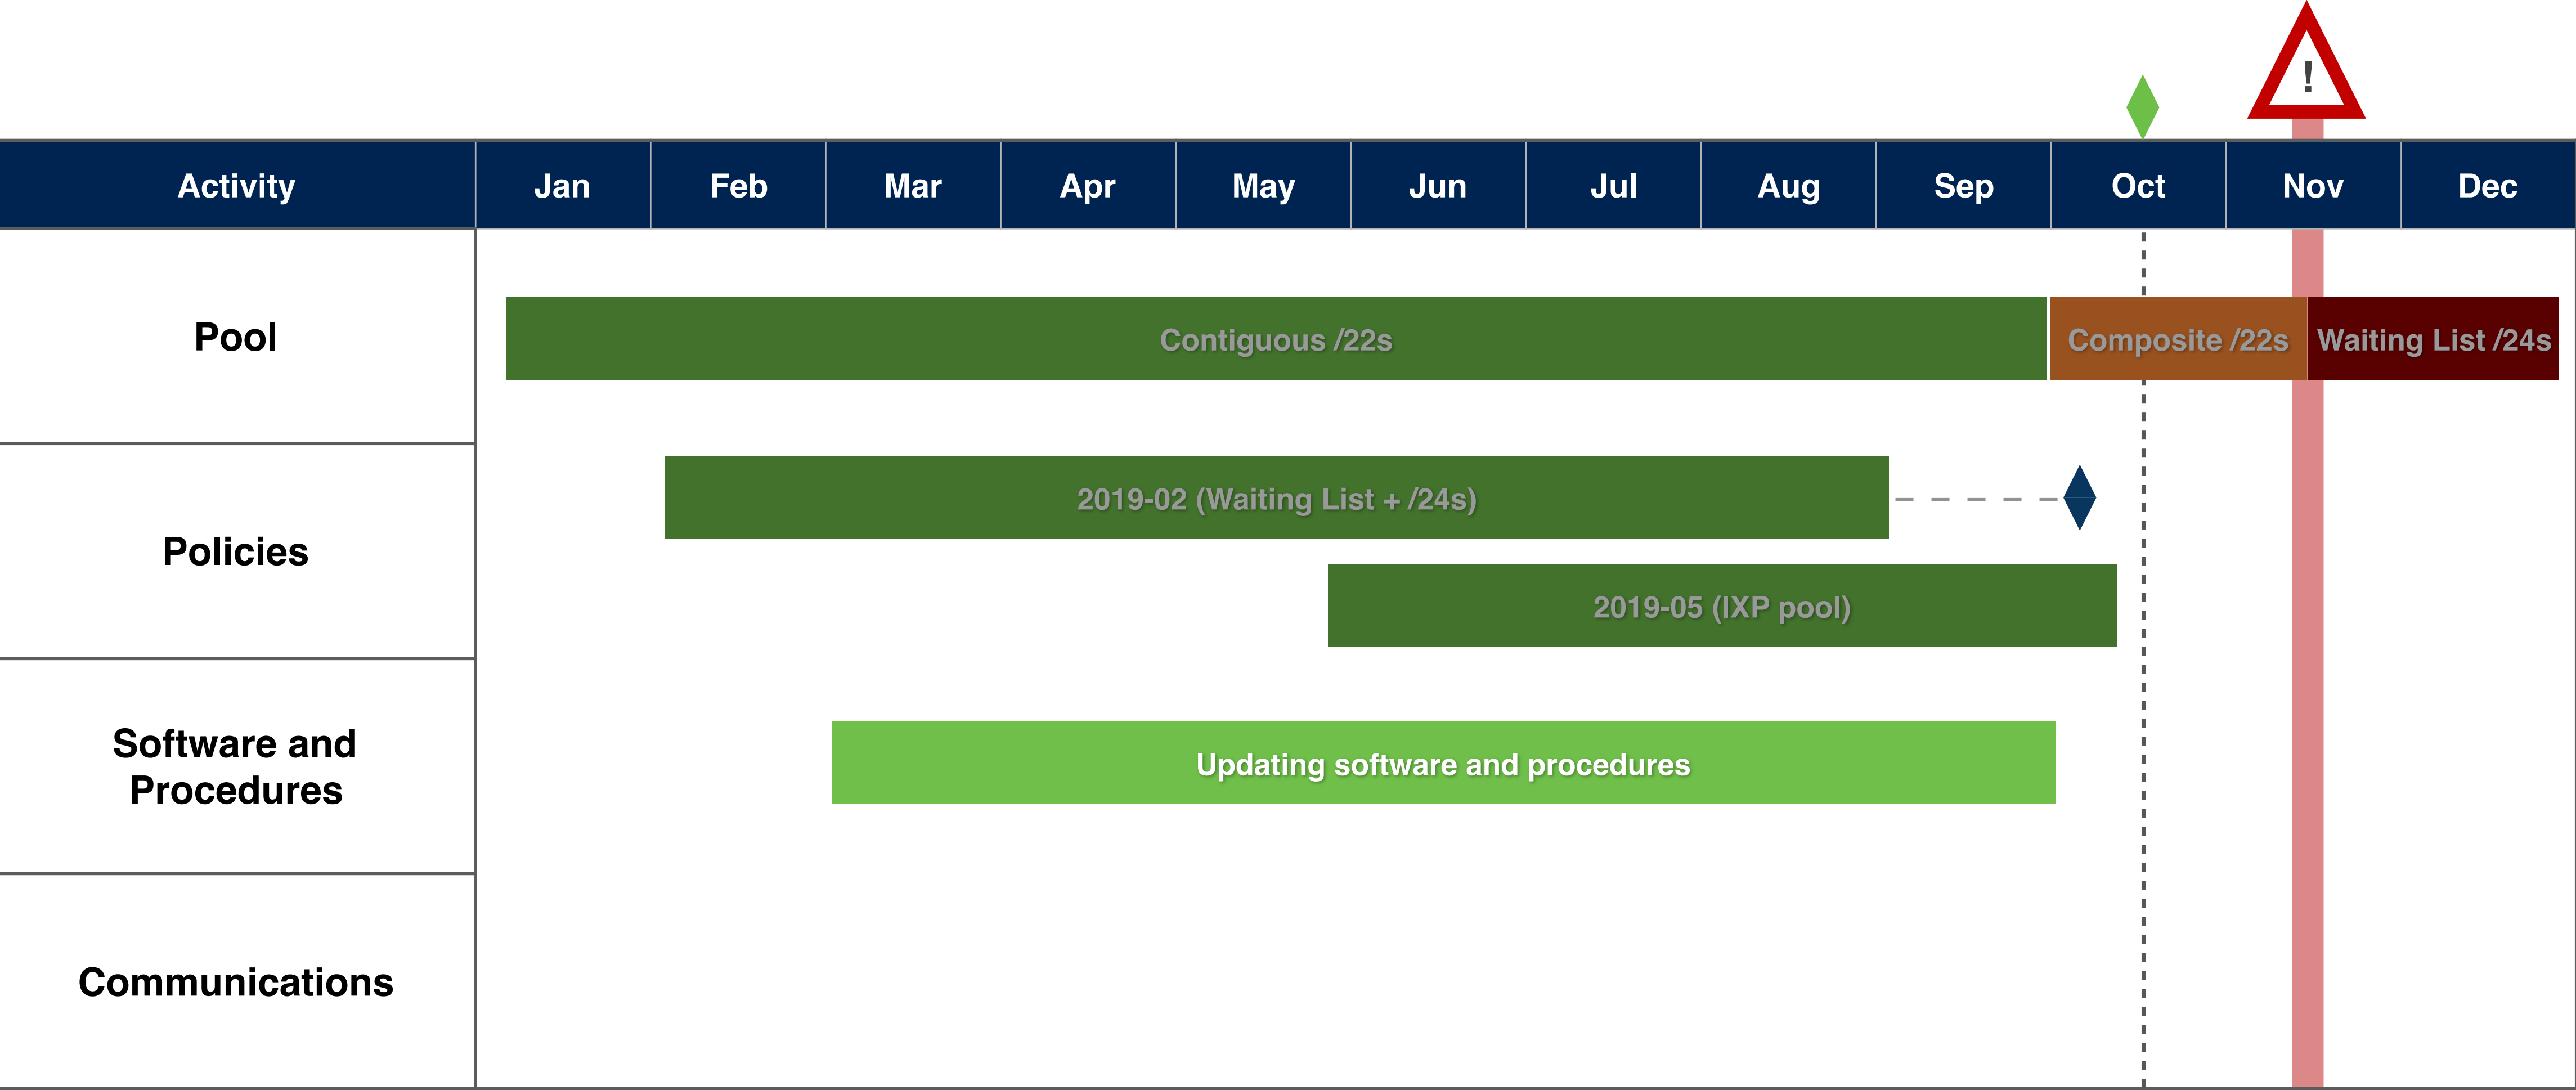 !
Activity Jan Feb Mar Apr May Jun Jul Aug Sep Oct Nov Dec
Pool
Contiguous /22s
Composite /22s
Waiting List /24s
Policies
2019-02 (Waiting List + /24s)
2019-05 (IXP pool)
Software and
Procedures
Updating software and procedures
Communications